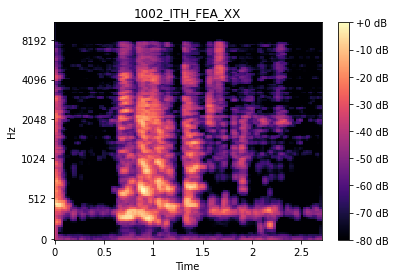 1002_ITH_FEA_XX
8192
4096
2048
1024
512
0
Hz
0
0.5
1
1.5
2
2.5
Time
+0 dB
-10 dB
-20 dB
-30 dB
-40 dB
-50 dB
-60 dB
-70 dB
-80 dB